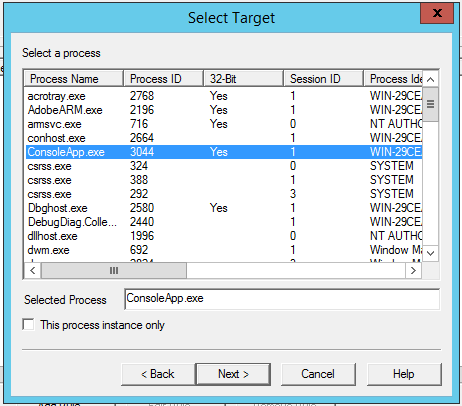 Select Target
x
Select a process
Process Name Process ID 32-Bit Session ID Process Ide
acrotray.exe 2768 Yes 1 WIN-29CE
AdobeARM.exe 2196 Yes 1 WIN-29CE
armsvc.exe 716 Yes 0 NT AUTHO
conhost.exe 2664 1 WIN-29CE
ConsoleApp.exe 3044 Yes 1 WIN-29CE
csrss.exe 324 0 SYSTEM
csrss.exe 388 1 SYSTEM
csrss.exe 292 3 SYSTEM
Dbghost.exe 2580 Yes 1 WIN-29CE
DebugDiag.Colle... 2440 1 WIN-29CE
dllhost.exe 1996 0 NT AUTHO
dwm.exe 692 1 Window Ma
Selected Process ConsoleApp.exe
This process instance only
< Back Next > Cancel Help